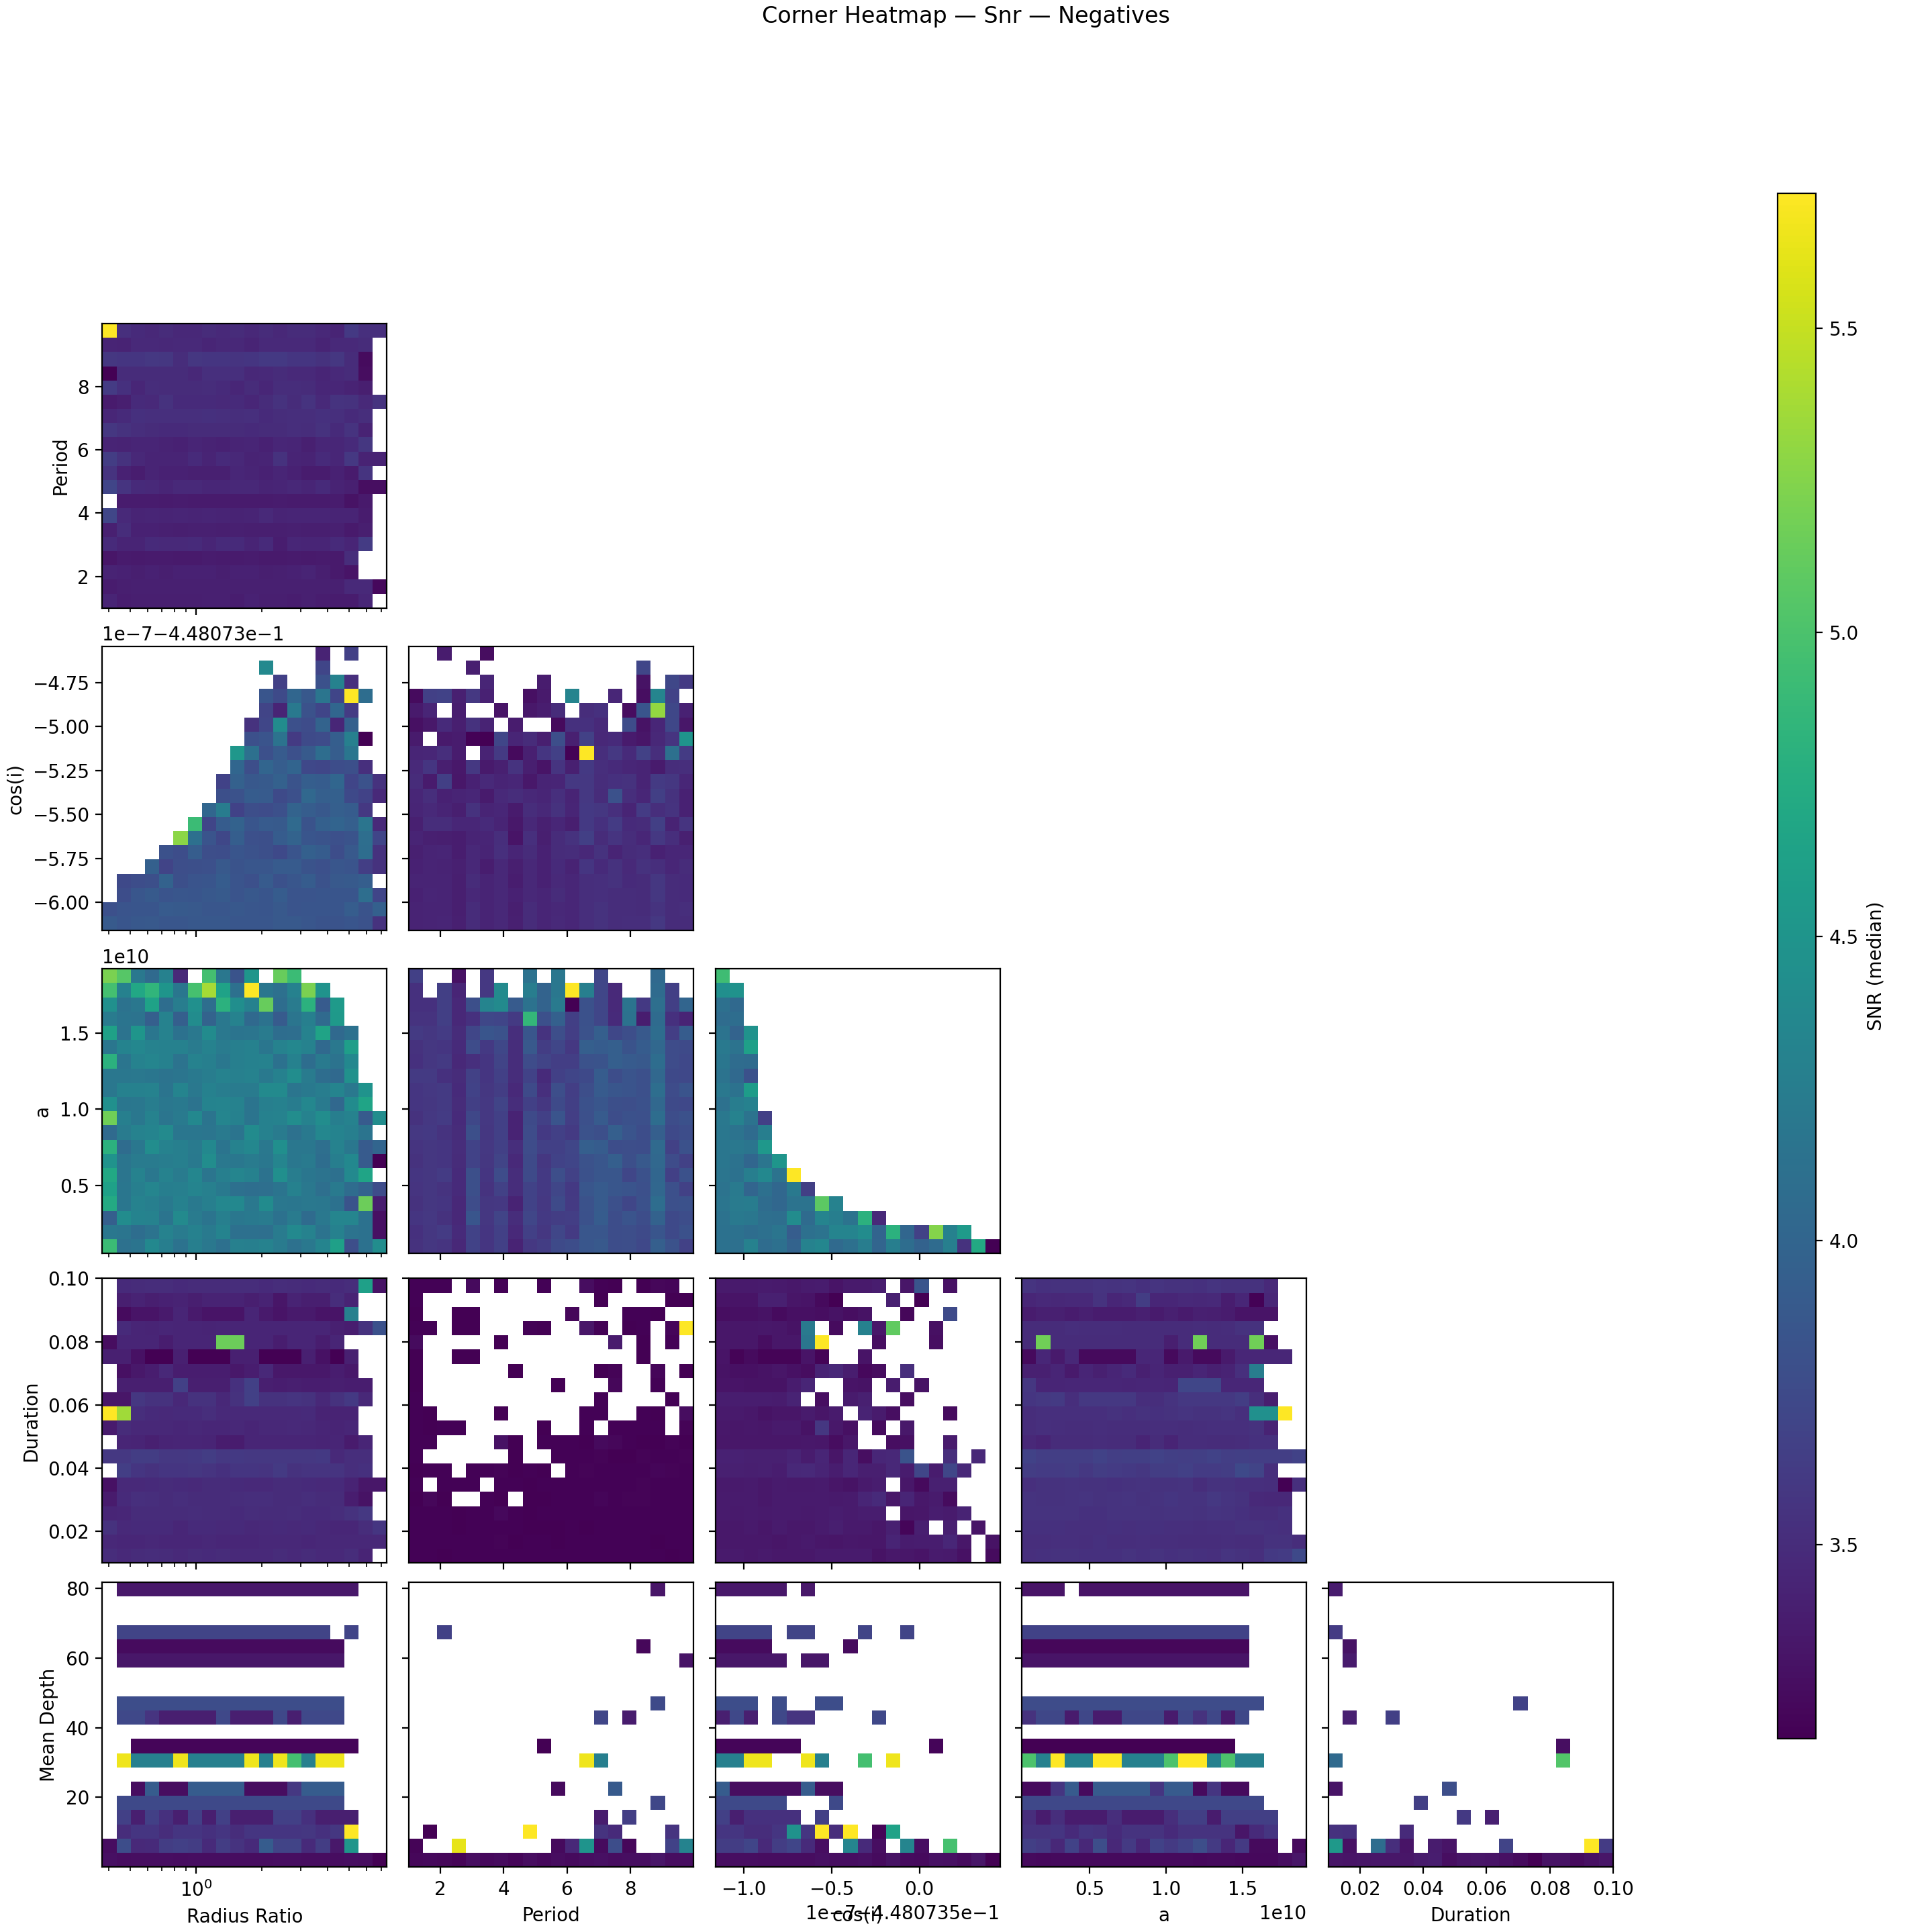 Corner Heatmap — Snr — Negatives
Period
8
6
4
2
1e−7−4.48073e−1
cos(i)
−4.75
−5.00
−5.25
−5.50
−5.75
−6.00
1e10
a
1.5
1.0
0.5
Duration
0.10
0.08
0.06
0.04
0.02
Mean Depth
80
60
40
20
10⁰
2 4 6 8
−1.0 −0.5 0.0
0.5 1.0 1.5
0.02 0.04 0.06 0.08 0.10
1e−7−4.480735e−1
1e10
Radius Ratio Period cos(i) a Duration
5.5
5.0
4.5
4.0
3.5
SNR (median)